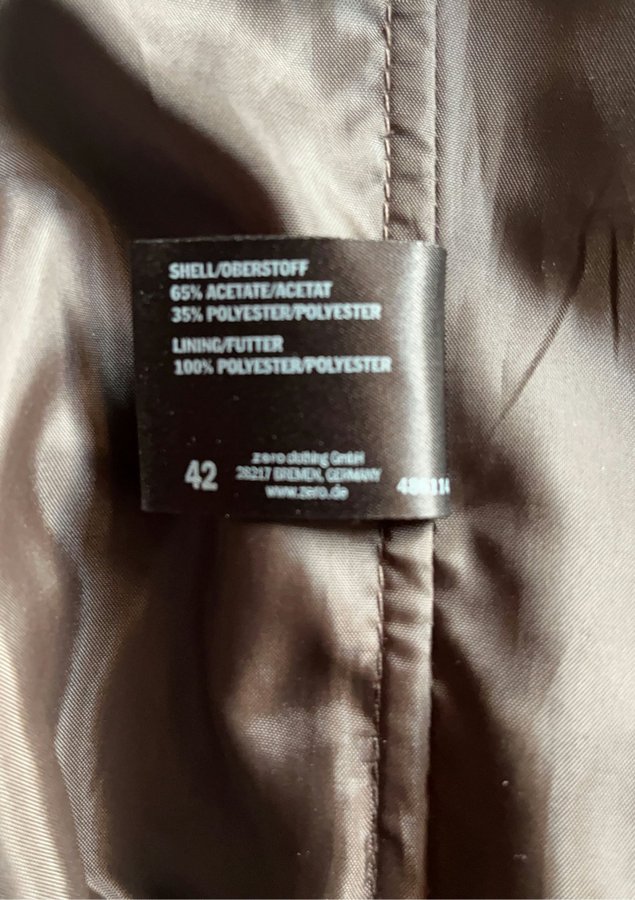 SHELL/OBERSTOFF
65% ACETATE/ACETAT
35% POLYESTER/POLYESTER
LINING/FUTTER
100% POLYESTER/POLYESTER
42
zero clothing GmbH
28217 BREMEN, GERMANY
www.zero.de